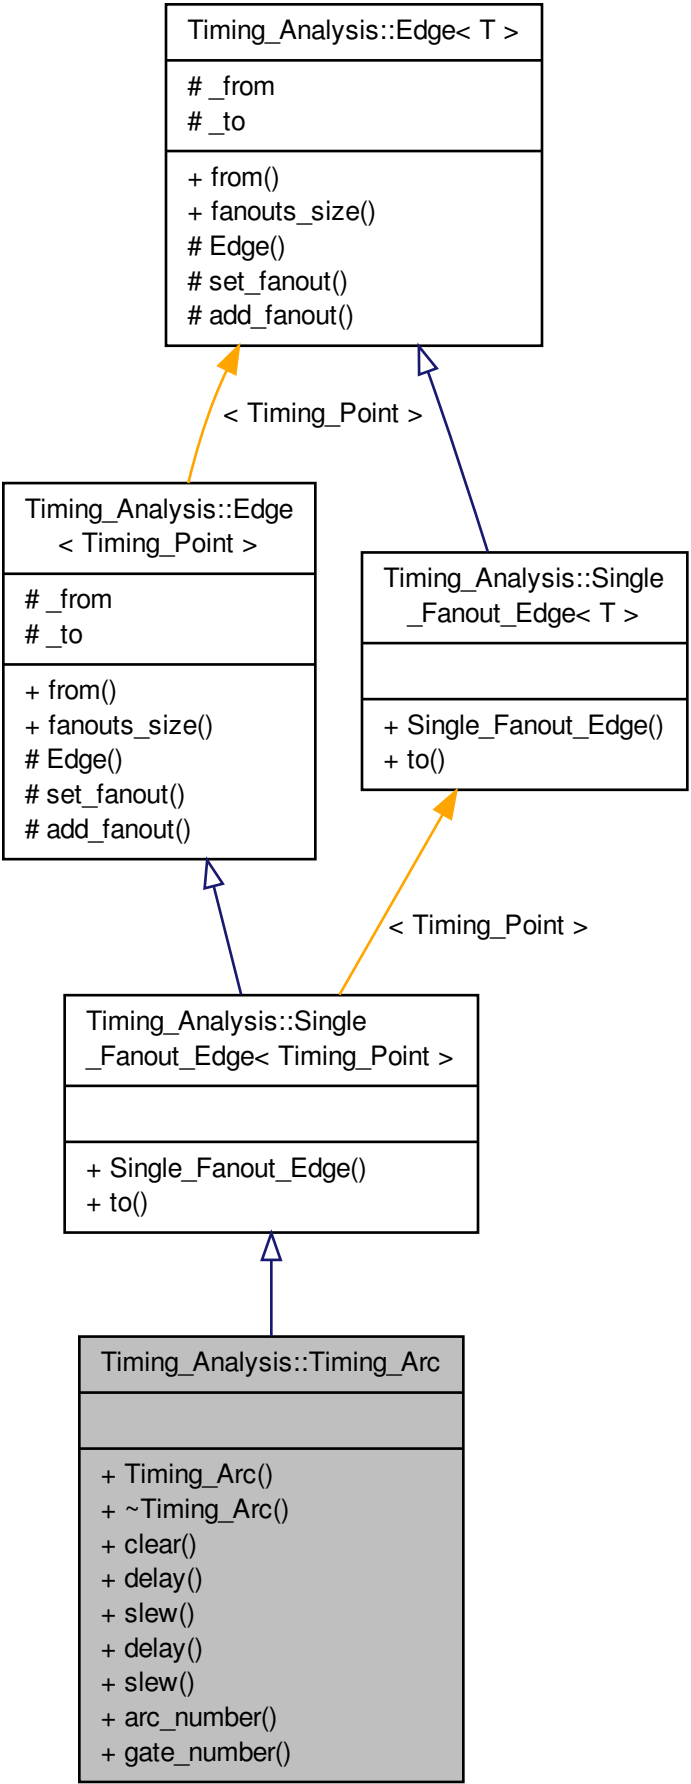 Timing_Analysis::Edge< T >
# _from
# _to
+ from()
+ fanouts_size()
# Edge()
# set_fanout()
# add_fanout()
< Timing_Point >
Timing_Analysis::Edge
< Timing_Point >
# _from
# _to
+ from()
+ fanouts_size()
# Edge()
# set_fanout()
# add_fanout()
Timing_Analysis::Single
_Fanout_Edge< T >
+ Single_Fanout_Edge()
+ to()
< Timing_Point >
Timing_Analysis::Single
_Fanout_Edge< Timing_Point >
+ Single_Fanout_Edge()
+ to()
Timing_Analysis::Timing_Arc
+ Timing_Arc()
+ ~Timing_Arc()
+ clear()
+ delay()
+ slew()
+ delay()
+ slew()
+ arc_number()
+ gate_number()